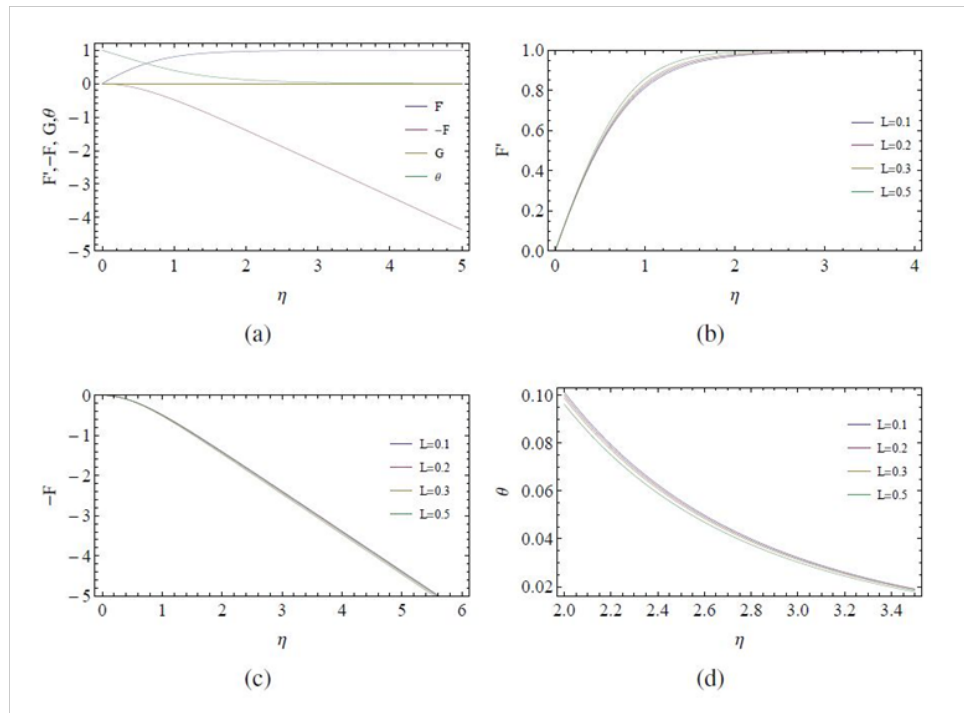 1
0
−1
−2
−3
−4
−5
F',−F, G,θ
F
−F
G
θ
0 1 2 3 4 5
η
(a)
1.0
0.8
0.6
0.4
0.2
0.0
F'
L=0.1
L=0.2
L=0.3
L=0.5
0 1 2 3 4
η
(b)
0
−1
−2
−3
−4
−5
−F
L=0.1
L=0.2
L=0.3
L=0.5
0 1 2 3 4 5 6
η
(c)
0.10
0.08
0.06
0.04
0.02
θ
L=0.1
L=0.2
L=0.3
L=0.5
2.0 2.2 2.4 2.6 2.8 3.0 3.2 3.4
η
(d)